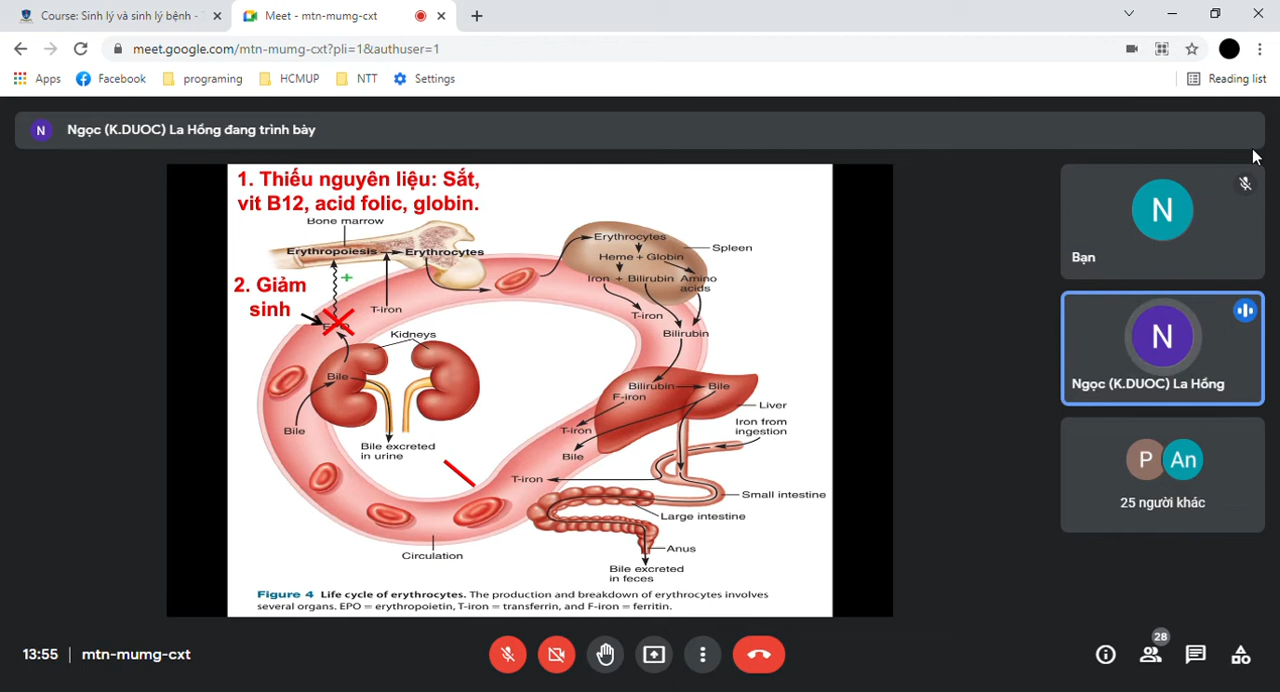 Course: Sinh lý và sinh lý bệnh -
Meet - mtn-mumg-cxt
meet.google.com/mtn-mumg-cxt?pli=1&authuser=1
Apps
Facebook
programing
HCMUP
NTT
Settings
Reading list
N
Ngọc (K.DUOC) La Hồng đang trình bày
1. Thiếu nguyên liệu: Sắt,
vit B12, acid folic, globin.
Bone marrow
Erythropoiesis
Erythrocytes
2. Giảm
sinh
+
T-iron
Kidneys
Bile
Bile
Bile excreted
in urine
Erythrocytes
Spleen
Heme + Globin
Iron + Bilirubin
Amino
acids
T-iron
Bilirubin
Bilirubin
Bile
F-iron
Liver
T-iron
Iron from
ingestion
Bile
T-iron
Small intestine
Large intestine
Circulation
Anus
Bile excreted
in feces
Figure 4 Life cycle of erythrocytes. The production and breakdown of erythrocytes involves
several organs. EPO = erythropoietin, T-iron = transferrin, and F-iron = ferritin.
N
Bạn
N
Ngọc (K.DUOC) La Hồng
P
An
25 người khác
13:55 | mtn-mumg-cxt
28